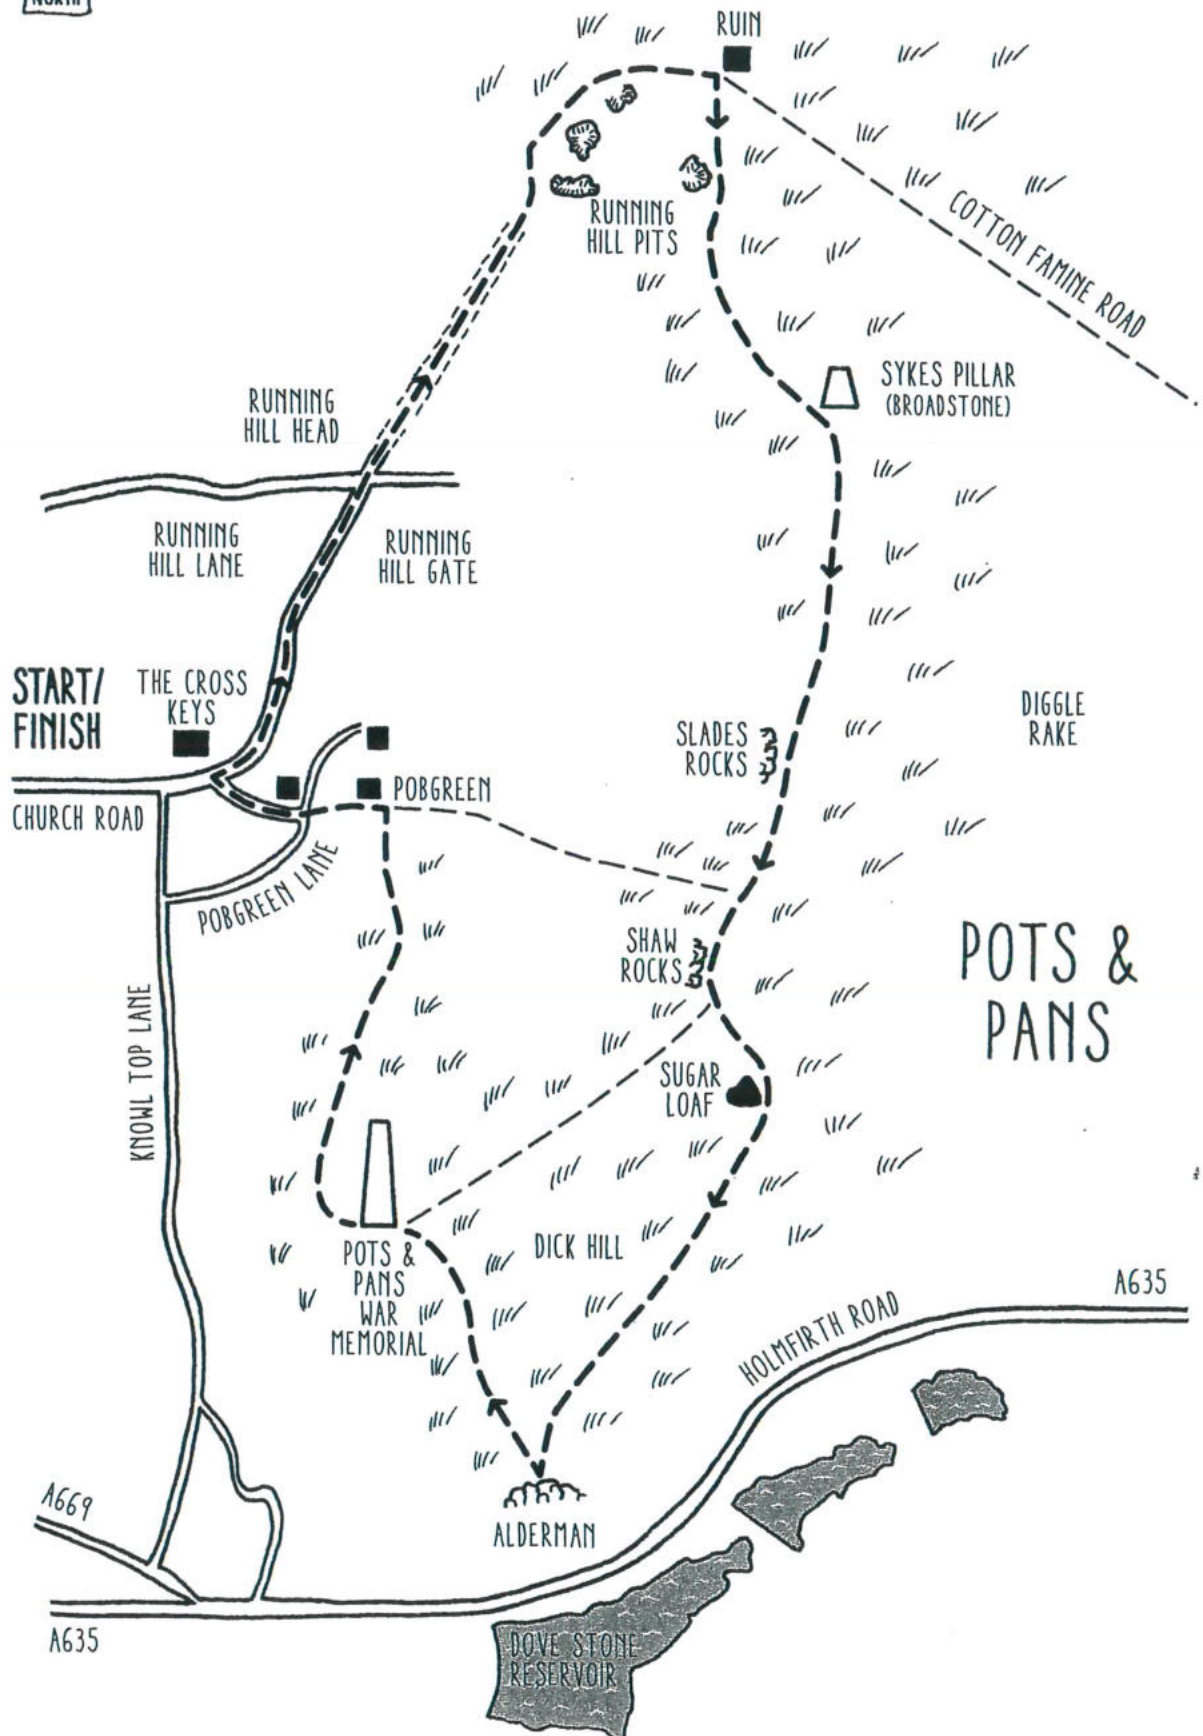 NORTH
RUIN
RUNNING
HILL PITS
COTTON FAMINE ROAD
SYKES PILLAR
(BROADSTONE)
RUNNING
HILL HEAD
RUNNING
HILL LANE
RUNNING
HILL GATE
START/
FINISH
THE CROSS
KEYS
DIGGLE
RAKE
SLADES
ROCKS
POBGREEN
CHURCH ROAD
POBGREEN LANE
SHAW
ROCKS
POTS &
PANS
KNOWL TOP LANE
SUGAR
LOAF
DICK HILL
POTS &
PANS
WAR
MEMORIAL
A635
HOLMFIRTH ROAD
A669
ALDERMAN
A635
DOVE STONE
RESERVOIR